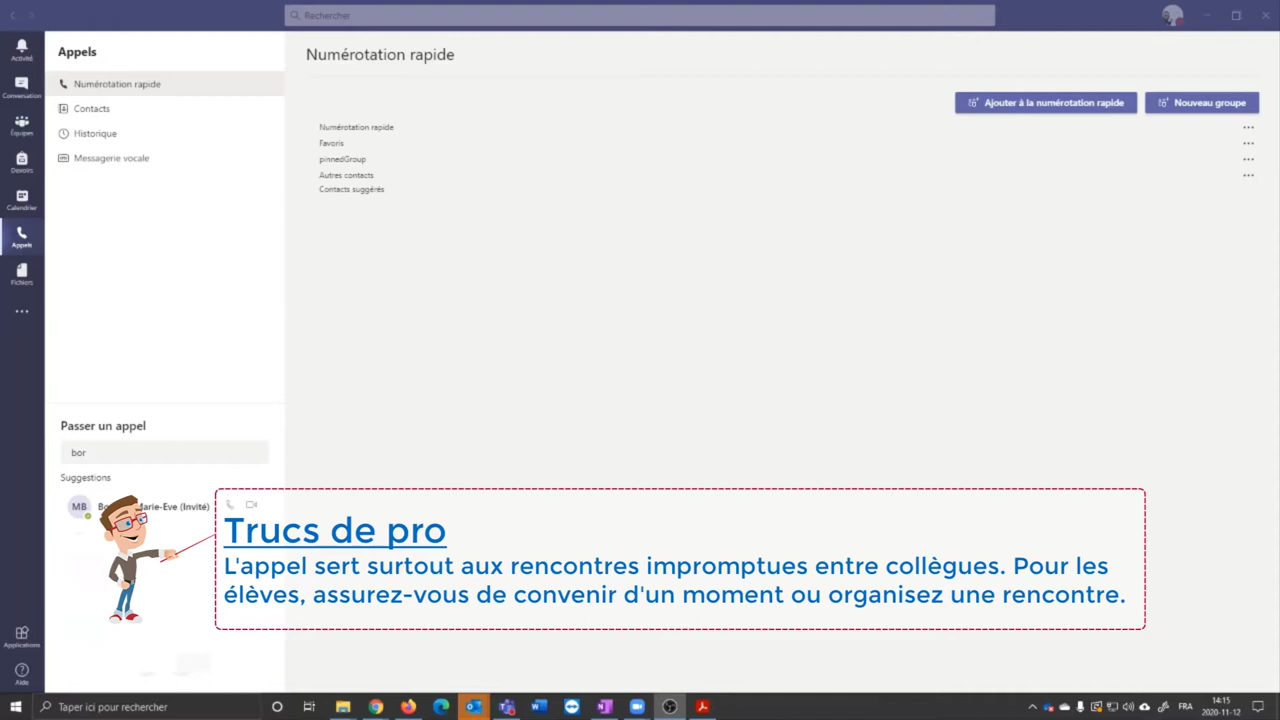 Rechercher
Activité
Conversation
Équipes
Devoirs
Calendrier
Appels
Fichiers
Applications
Aide
Appels
Numérotation rapide
Contacts
Historique
Messagerie vocale
Passer un appel
bor
Suggestions
MB
Marie-Eve (Invité)
Numérotation rapide
Ajouter à la numérotation rapide
Nouveau groupe
Numérotation rapide
Favoris
pinnedGroup
Autres contacts
Contacts suggérés
Trucs de pro
L'appel sert surtout aux rencontres impromptues entre collègues. Pour les
élèves, assurez-vous de convenir d'un moment ou organisez une rencontre.
Taper ici pour rechercher
FRA
14:15
2020-11-12